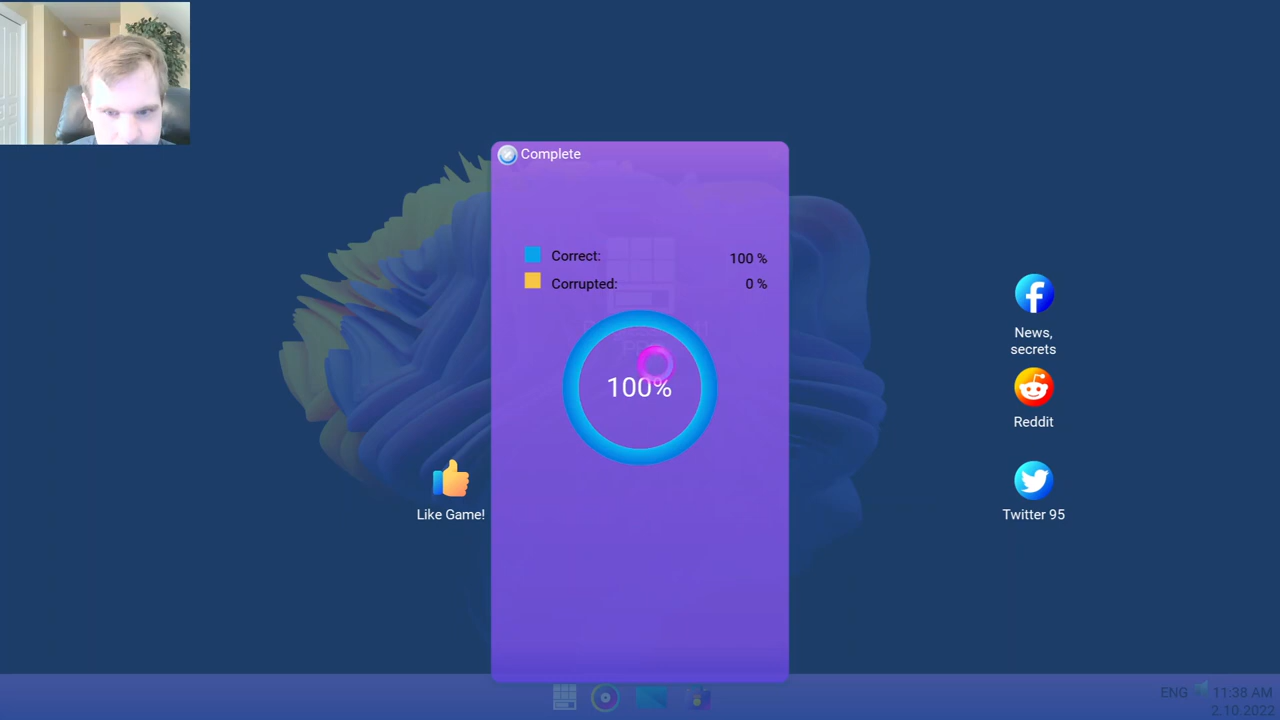 Complete
Correct: 100 %
Corrupted: 0 %
100%
News,
secrets
Reddit
Like Game!
Twitter 95
ENG 11:38 AM
2.10.2022